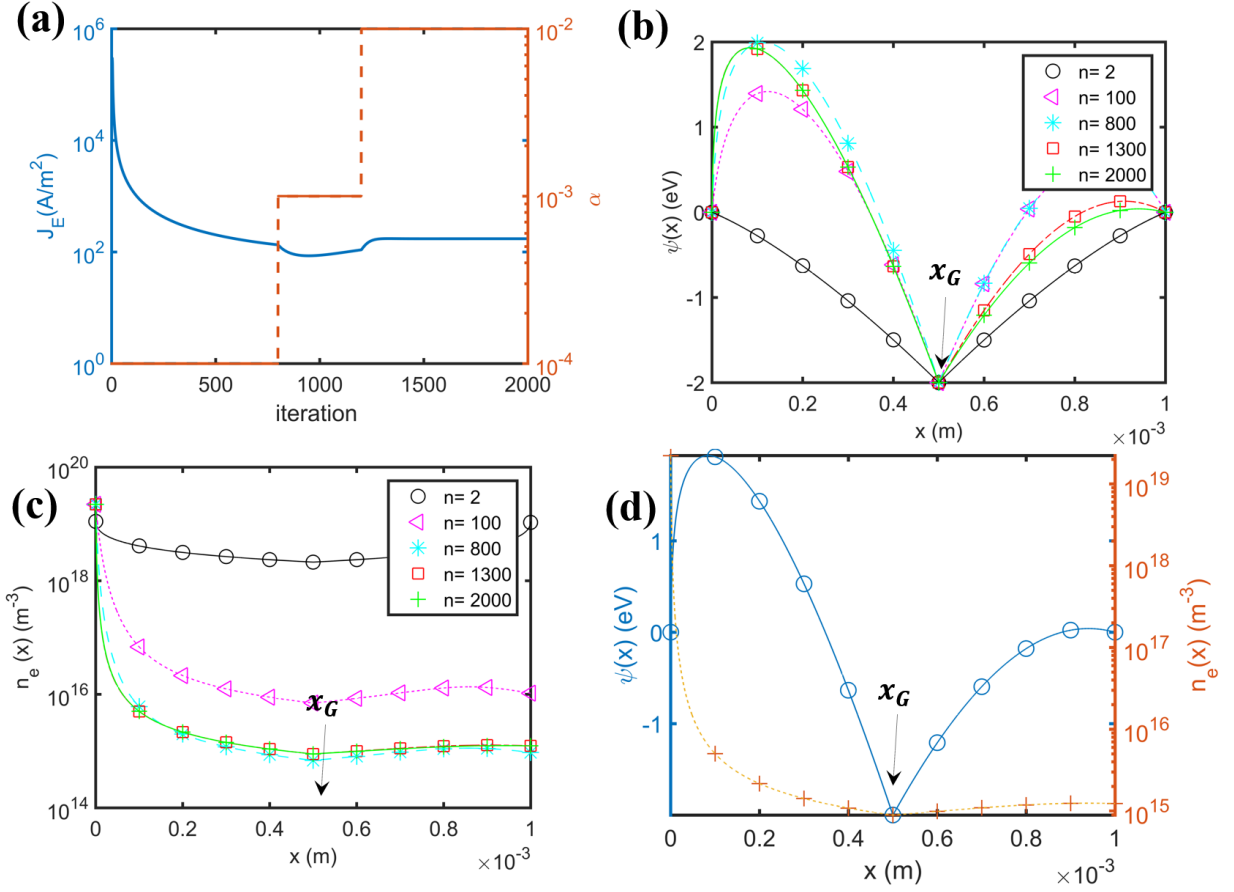 (a)
10^6
10^4
10^2
10^0
J_E(A/m^2)
10^-2
10^-3
10^-4
α
0 500 1000 1500 2000
iteration
(b)
2
1
0
-1
-2
ψ(x) (eV)
n= 2
n= 100
n= 800
n= 1300
n= 2000
x_G
0 0.2 0.4 0.6 0.8 1
x (m)
×10^-3
(c)
10^20
10^18
10^16
10^14
n_e(x) (m^-3)
n= 2
n= 100
n= 800
n= 1300
n= 2000
x_G
0 0.2 0.4 0.6 0.8 1
x (m)
×10^-3
(d)
1
0
-1
ψ(x) (eV)
10^19
10^18
10^17
10^16
10^15
n_e(x) (m^-3)
x_G
0 0.2 0.4 0.6 0.8 1
x (m)
×10^-3